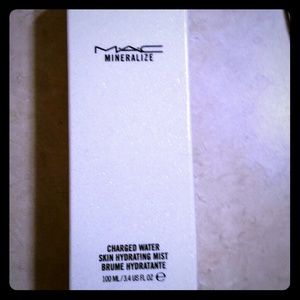 MAC
MINERALIZE
CHARGED WATER
SKIN HYDRATING MIST
BRUME HYDRATANTE
100 ML / 3.4 US FL OZ ℮